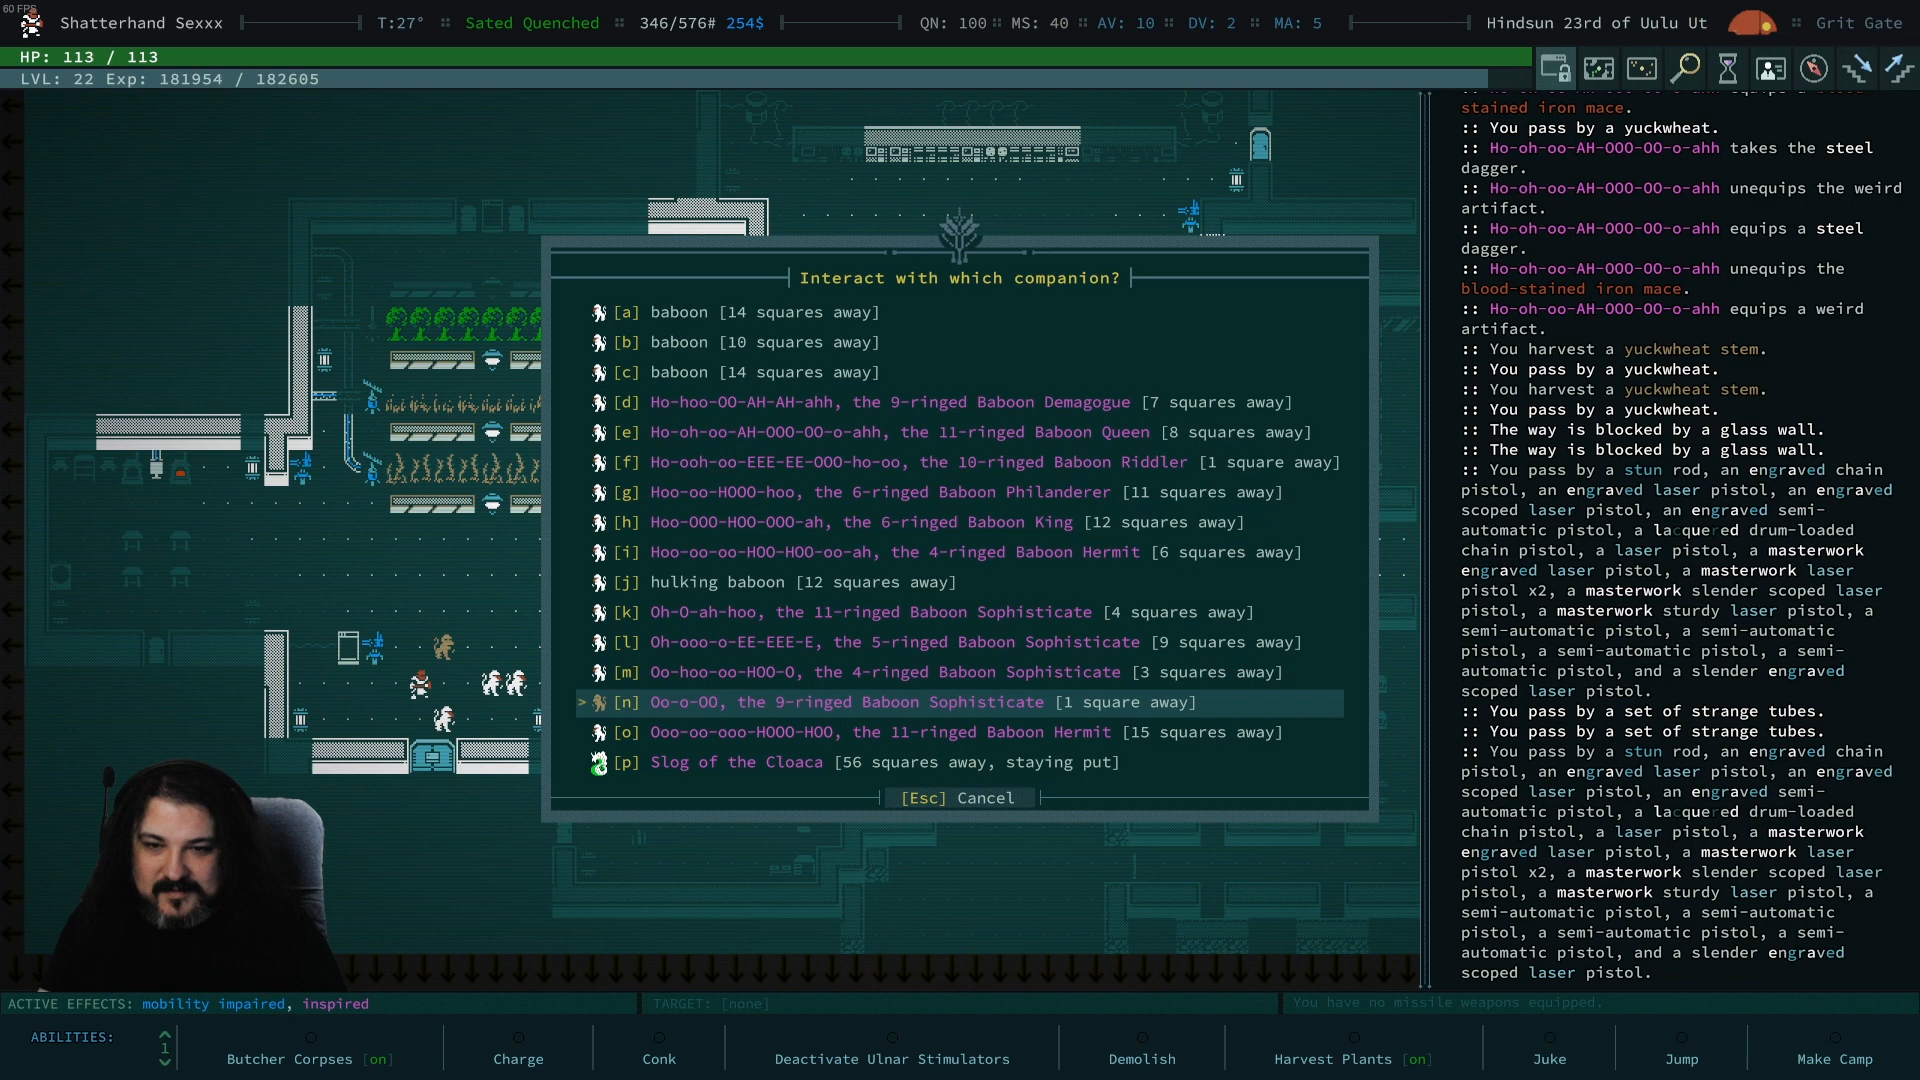 60 FPS
Shatterhand Sexxx T:27° Sated Quenched 346/576# 254$ QN: 100 MS: 40 AV: 10 DV: 2 MA: 5 Hindsun 23rd of Uulu Ut Grit Gate
HP: 113 / 113
LVL: 22 Exp: 181954 / 182605
stained iron mace.
:: You pass by a yuckwheat.
:: Ho-oh-oo-AH-OOO-OO-o-ahh takes the steel
dagger.
:: Ho-oh-oo-AH-OOO-OO-o-ahh unequips the weird
artifact.
:: Ho-oh-oo-AH-OOO-OO-o-ahh equips a steel
dagger.
:: Ho-oh-oo-AH-OOO-OO-o-ahh unequips the
blood-stained iron mace.
:: Ho-oh-oo-AH-OOO-OO-o-ahh equips a weird
artifact.
:: You harvest a yuckwheat stem.
:: You pass by a yuckwheat.
:: You harvest a yuckwheat stem.
:: You pass by a yuckwheat.
:: The way is blocked by a glass wall.
:: The way is blocked by a glass wall.
:: You pass by a stun rod, an engraved chain
pistol, an engraved laser pistol, an engraved
scoped laser pistol, an engraved semi-
automatic pistol, a lacquered drum-loaded
chain pistol, a laser pistol, a masterwork
engraved laser pistol, a masterwork laser
pistol x2, a masterwork slender scoped laser
pistol, a masterwork sturdy laser pistol, a
semi-automatic pistol, a semi-automatic
pistol, a semi-automatic pistol, a semi-
automatic pistol, and a slender engraved
scoped laser pistol.
:: You pass by a set of strange tubes.
:: You pass by a set of strange tubes.
:: You pass by a stun rod, an engraved chain
pistol, an engraved laser pistol, an engraved
scoped laser pistol, an engraved semi-
automatic pistol, a lacquered drum-loaded
chain pistol, a laser pistol, a masterwork
engraved laser pistol, a masterwork laser
pistol x2, a masterwork slender scoped laser
pistol, a masterwork sturdy laser pistol, a
semi-automatic pistol, a semi-automatic
pistol, a semi-automatic pistol, a semi-
automatic pistol, and a slender engraved
scoped laser pistol.
Interact with which companion?
[a] baboon [14 squares away]
[b] baboon [10 squares away]
[c] baboon [14 squares away]
[d] Ho-hoo-OO-AH-AH-ahh, the 9-ringed Baboon Demagogue [7 squares away]
[e] Ho-oh-oo-AH-OOO-OO-o-ahh, the 11-ringed Baboon Queen [8 squares away]
[f] Ho-ooh-oo-EEE-EE-OOO-ho-oo, the 10-ringed Baboon Riddler [1 square away]
[g] Hoo-oo-HOOO-hoo, the 6-ringed Baboon Philanderer [11 squares away]
[h] Hoo-OOO-HOO-OOO-ah, the 6-ringed Baboon King [12 squares away]
[i] Hoo-oo-oo-HOO-HOO-oo-ah, the 4-ringed Baboon Hermit [6 squares away]
[j] hulking baboon [12 squares away]
[k] Oh-O-ah-hoo, the 11-ringed Baboon Sophisticate [4 squares away]
[l] Oh-ooo-o-EE-EEE-E, the 5-ringed Baboon Sophisticate [9 squares away]
[m] Oo-hoo-oo-HOO-O, the 4-ringed Baboon Sophisticate [3 squares away]
> [n] Oo-o-OO, the 9-ringed Baboon Sophisticate [1 square away]
[o] Ooo-oo-ooo-HOOO-HOO, the 11-ringed Baboon Hermit [15 squares away]
[p] Slog of the Cloaca [56 squares away, staying put]
[Esc] Cancel
ACTIVE EFFECTS: mobility impaired, inspired TARGET: [none] You have no missile weapons equipped.
ABILITIES: 1 Butcher Corpses [on] Charge Conk Deactivate Ulnar Stimulators Demolish Harvest Plants [on] Juke Jump Make Camp